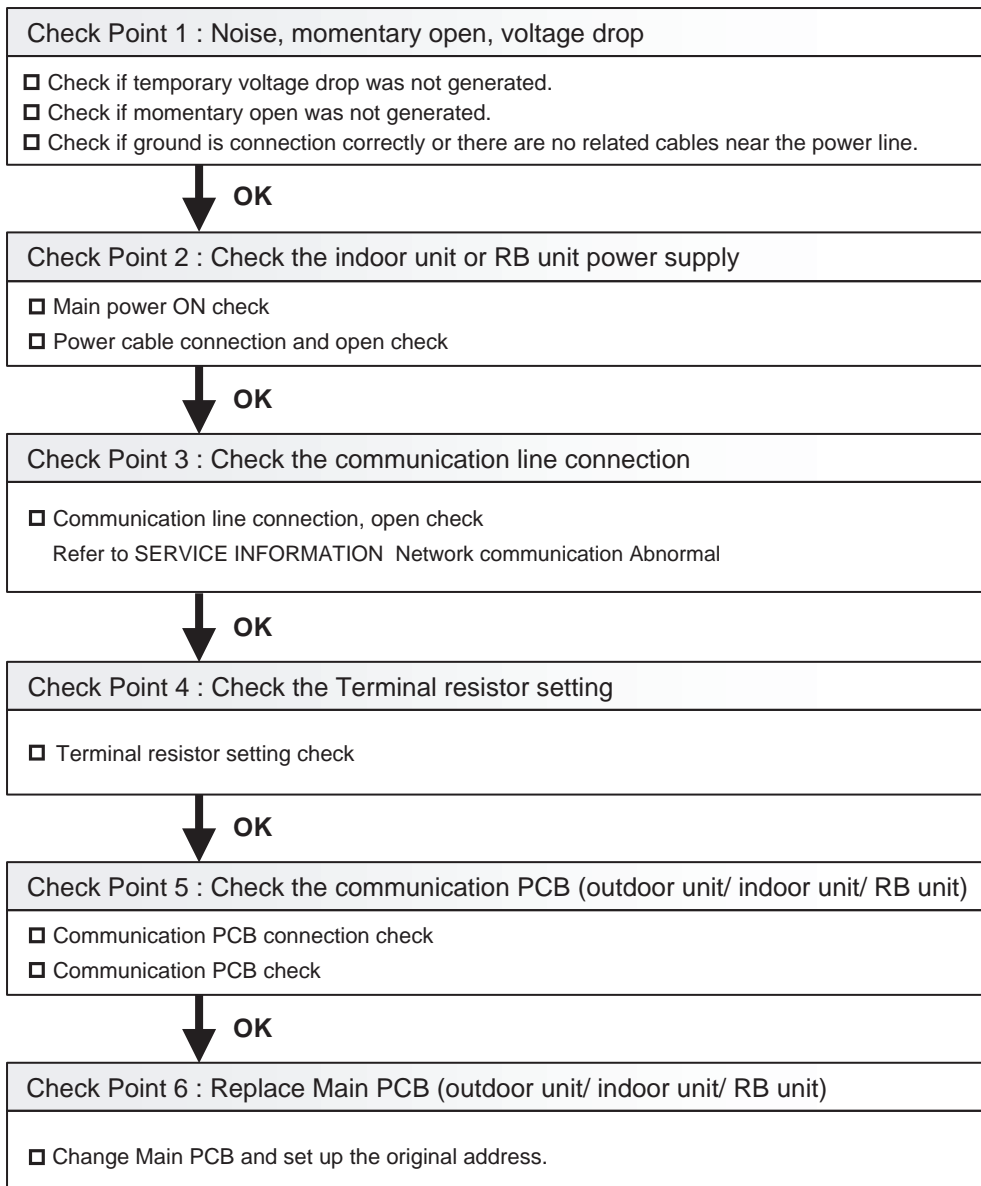 Check Point 1 : Noise, momentary open, voltage drop
Check if temporary voltage drop was not generated.
Check if momentary open was not generated.
Check if ground is connection correctly or there are no related cables near the power line.
OK
Check Point 2 : Check the indoor unit or RB unit power supply
Main power ON check
Power cable connection and open check
OK
Check Point 3 : Check the communication line connection
Communication line connection, open check
Refer to SERVICE INFORMATION Network communication Abnormal
OK
Check Point 4 : Check the Terminal resistor setting
Terminal resistor setting check
OK
Check Point 5 : Check the communication PCB (outdoor unit/ indoor unit/ RB unit)
Communication PCB connection check
Communication PCB check
OK
Check Point 6 : Replace Main PCB (outdoor unit/ indoor unit/ RB unit)
Change Main PCB and set up the original address.